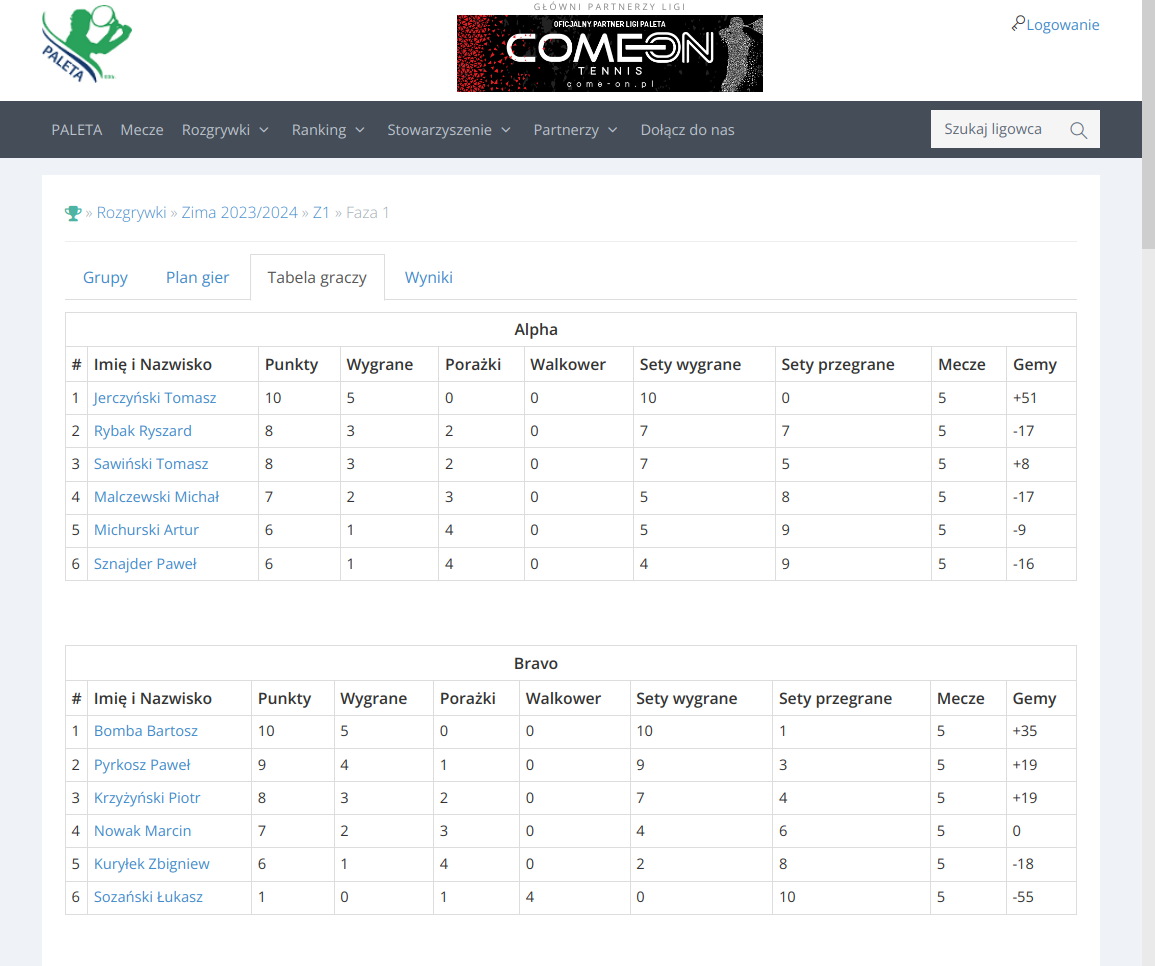 GŁÓWNI PARTNERZY LIGI
OFICJALNY PARTNER LIGI PALETA
COMEON
TENNIS
come-on.pl
PALETA
Logowanie
PALETA Mecze Rozgrywki Ranking Stowarzyszenie Partnerzy Dołącz do nas Szukaj ligowca
» Rozgrywki » Zima 2023/2024 » Z1 » Faza 1
Grupy Plan gier Tabela graczy Wyniki
Alpha
# Imię i Nazwisko Punkty Wygrane Porażki Walkower Sety wygrane Sety przegrane Mecze Gemy
1 Jerczyński Tomasz 10 5 0 0 10 0 5 +51
2 Rybak Ryszard 8 3 2 0 7 7 5 -17
3 Sawiński Tomasz 8 3 2 0 7 5 5 +8
4 Malczewski Michał 7 2 3 0 5 8 5 -17
5 Michurski Artur 6 1 4 0 5 9 5 -9
6 Sznajder Paweł 6 1 4 0 4 9 5 -16
Bravo
# Imię i Nazwisko Punkty Wygrane Porażki Walkower Sety wygrane Sety przegrane Mecze Gemy
1 Bomba Bartosz 10 5 0 0 10 1 5 +35
2 Pyrkosz Paweł 9 4 1 0 9 3 5 +19
3 Krzyżyński Piotr 8 3 2 0 7 4 5 +19
4 Nowak Marcin 7 2 3 0 4 6 5 0
5 Kuryłek Zbigniew 6 1 4 0 2 8 5 -18
6 Sozański Łukasz 1 0 1 4 0 10 5 -55